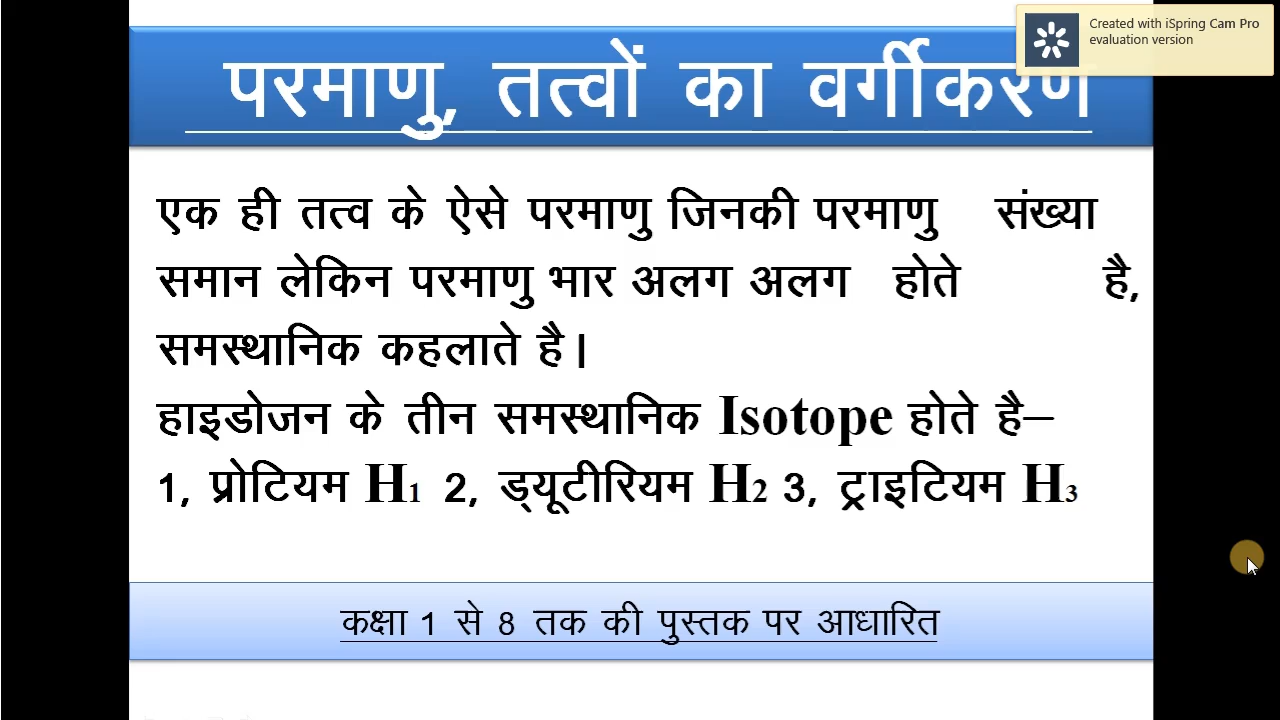 Created with iSpring Cam Pro
evaluation version
परमाणु, तत्वों का वर्गीकरण
एक ही तत्व के ऐसे परमाणु जिनकी परमाणु संख्या
समान लेकिन परमाणु भार अलग अलग होते है,
समस्थानिक कहलाते है।
हाइडोजन के तीन समस्थानिक Isotope होते है–
1, प्रोटियम H1 2, ड्यूटीरियम H2 3, ट्राइटियम H3
कक्षा 1 से 8 तक की पुस्तक पर आधारित